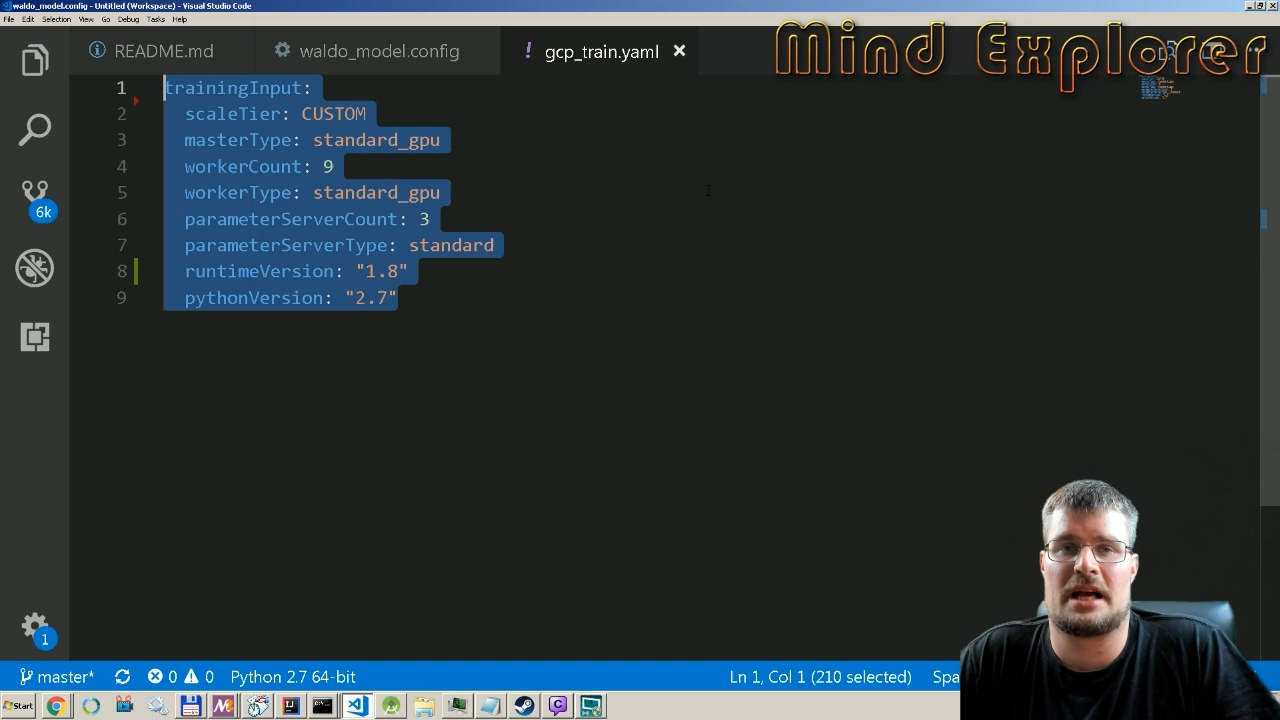 waldo_model.config - Untitled (Workspace) - Visual Studio Code
File Edit Selection View Go Debug Tasks Help
README.md waldo_model.config ! gcp_train.yaml ×
Mind Explorer
1 trainingInput:
2 scaleTier: CUSTOM
3 masterType: standard_gpu
4 workerCount: 9
5 workerType: standard_gpu
6 parameterServerCount: 3
7 parameterServerType: standard
8 runtimeVersion: "1.8"
9 pythonVersion: "2.7"
6k
1
master* 0 0 Python 2.7 64-bit Ln 1, Col 1 (210 selected) Spa
Start